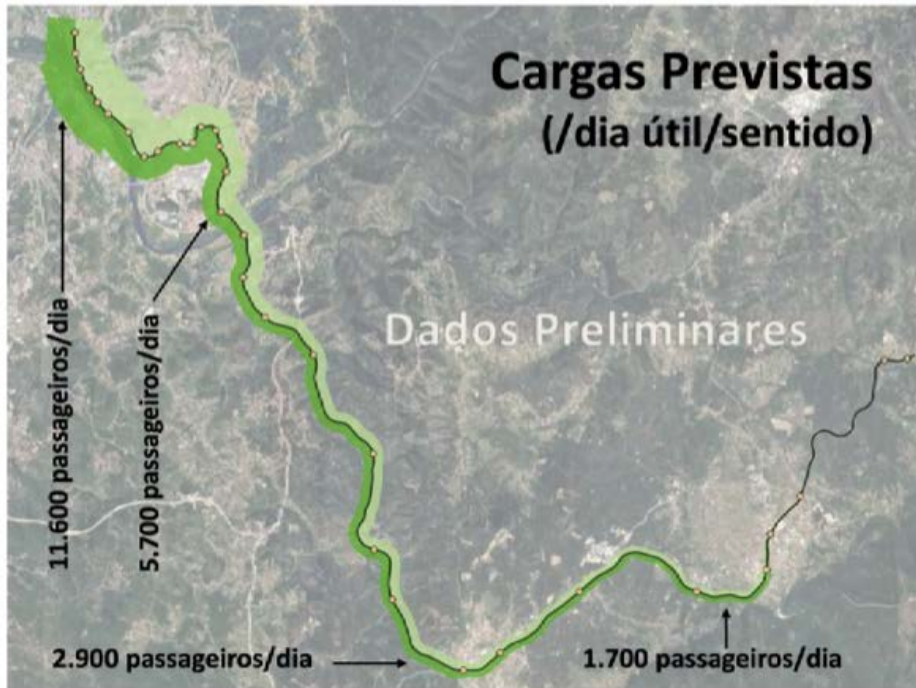 Cargas Previstas
(/dia útil/sentido)
Dados Preliminares
11.600 passageiros/dia
5.700 passageiros/dia
2.900 passageiros/dia
1.700 passageiros/dia